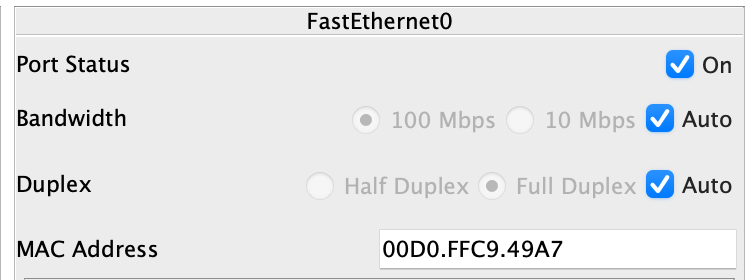 FastEthernet0
Port Status On
Bandwidth 100 Mbps 10 Mbps Auto
Duplex Half Duplex Full Duplex Auto
MAC Address 00D0.FFC9.49A7